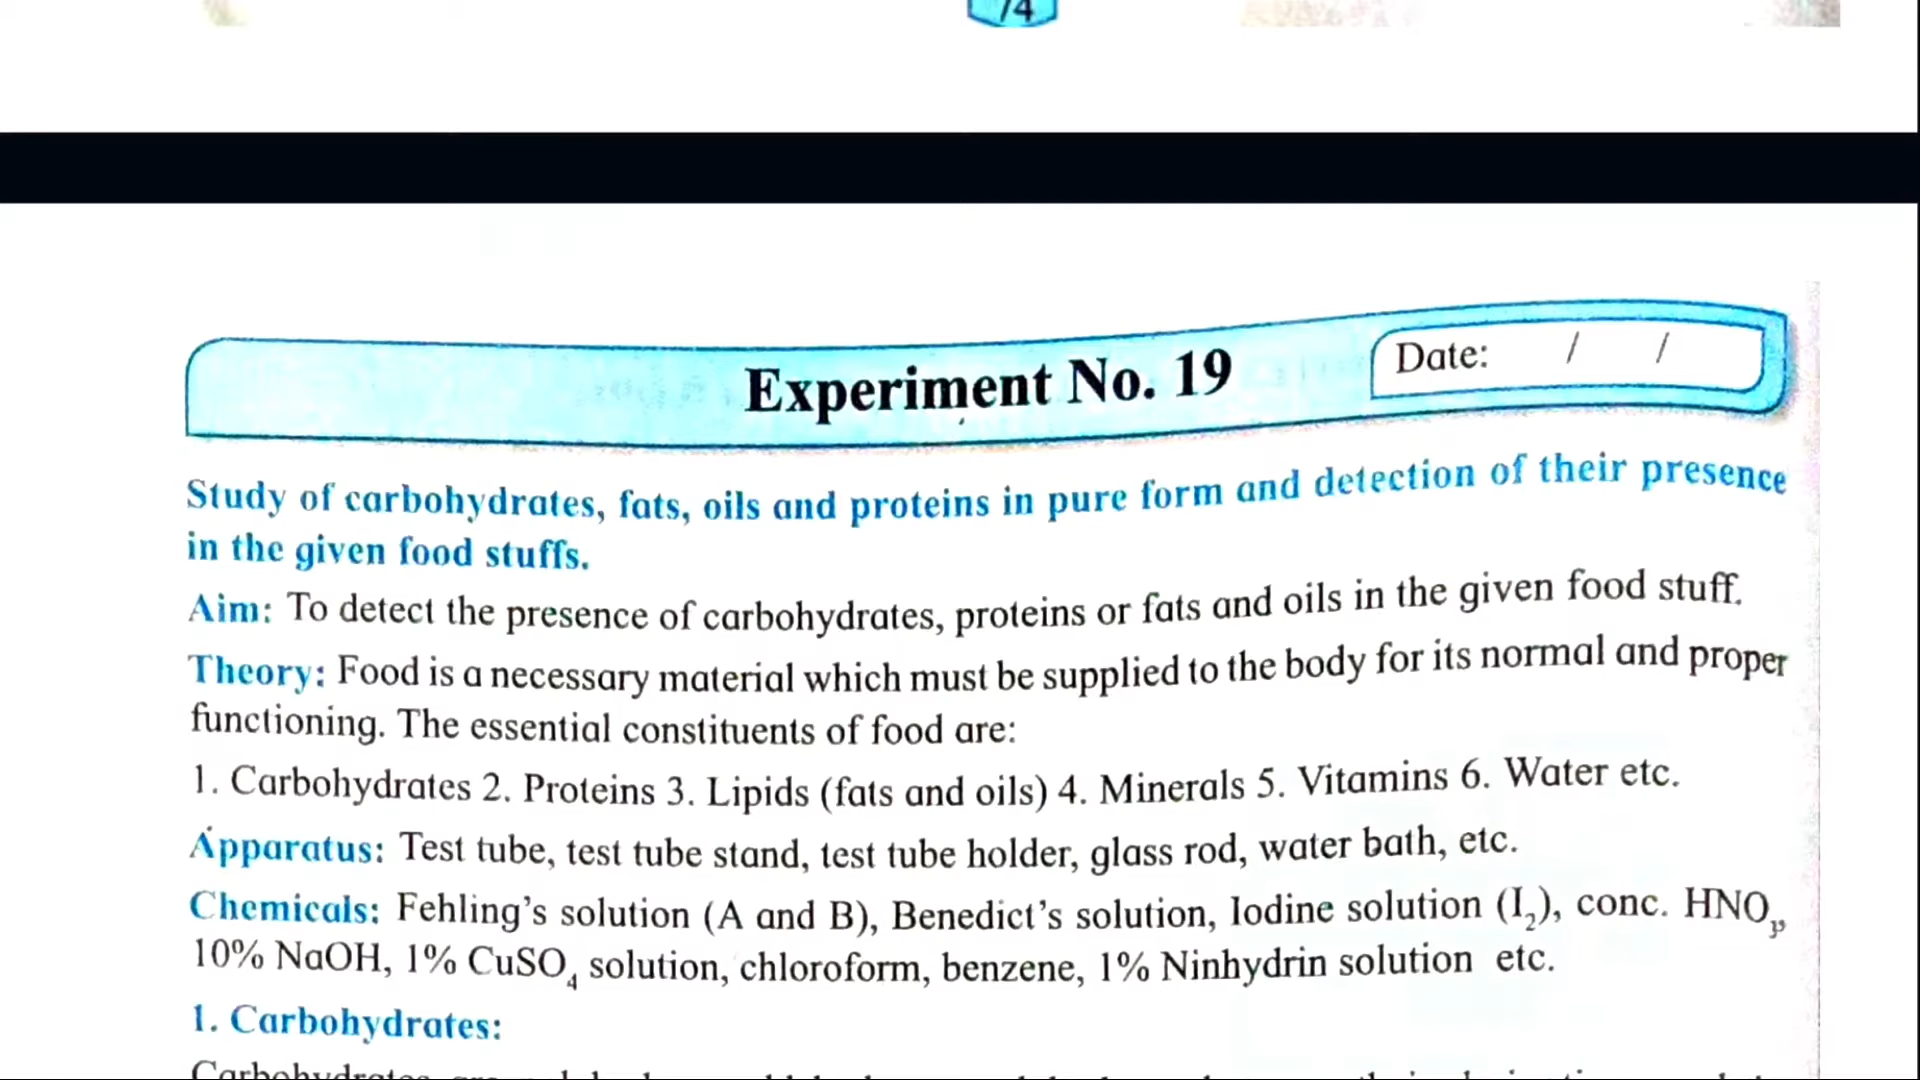 74
Experiment No. 19
Date: / /
Study of carbohydrates, fats, oils and proteins in pure form and detection of their presence
in the given food stuffs.
Aim: To detect the presence of carbohydrates, proteins or fats and oils in the given food stuff.
Theory: Food is a necessary material which must be supplied to the body for its normal and proper
functioning. The essential constituents of food are:
1. Carbohydrates 2. Proteins 3. Lipids (fats and oils) 4. Minerals 5. Vitamins 6. Water etc.
Apparatus: Test tube, test tube stand, test tube holder, glass rod, water bath, etc.
Chemicals: Fehling's solution (A and B), Benedict's solution, Iodine solution (I₂), conc. HNO₃,
10% NaOH, 1% CuSO₄ solution, chloroform, benzene, 1% Ninhydrin solution etc.
1. Carbohydrates:
Carbohydrates are